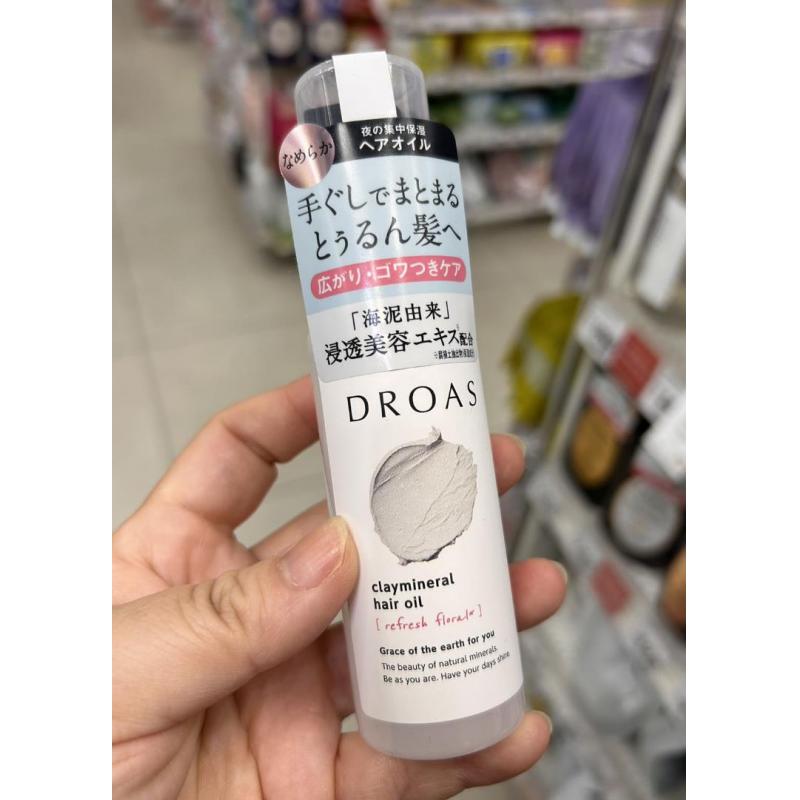 夜の集中保湿
ヘアオイル
なめらか
手ぐしでまとまる
とぅるん髪へ
広がり・ゴワつきケア
「海泥由来」
浸透美容エキス※配合
DROAS
claymineral
hair oil
[ refresh floral* ]
Grace of the earth for you
The beauty of natural minerals.
Be as you are. Have your days shine.